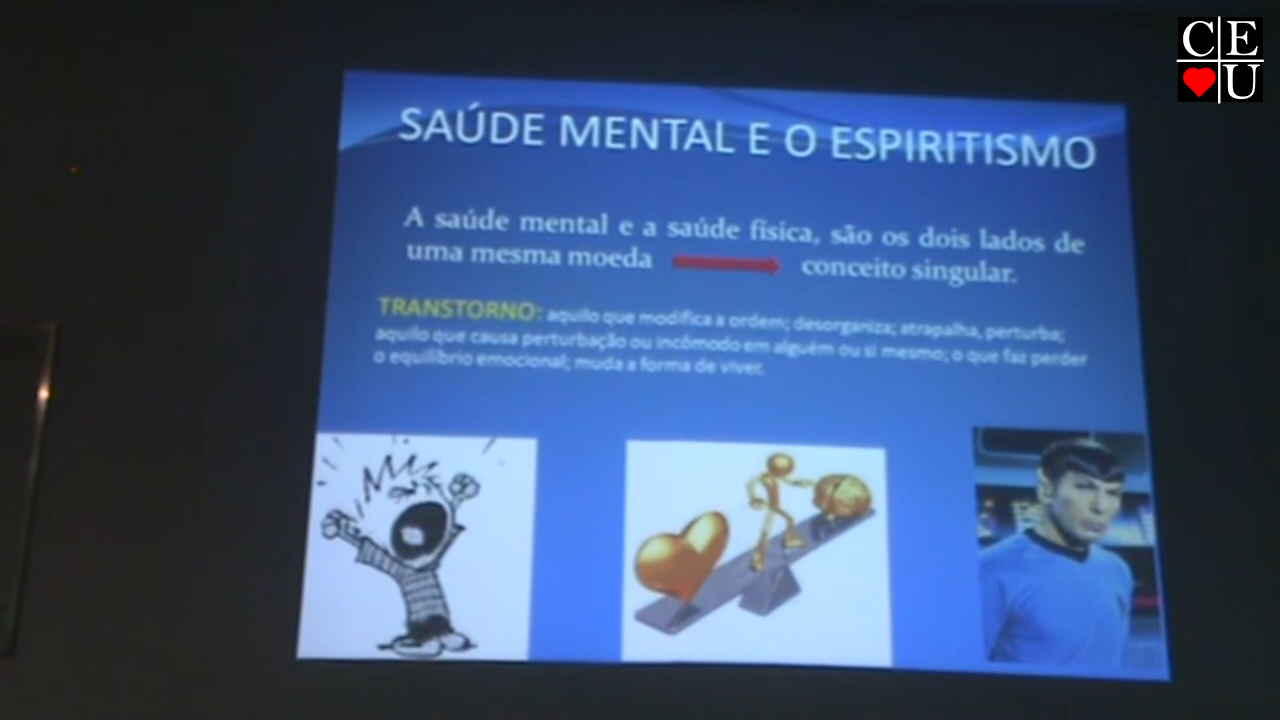 CE
U
SAÚDE MENTAL E O ESPIRITISMO
A saúde mental e a saúde física, são os dois lados de
uma mesma moeda conceito singular.
TRANSTORNO: aquilo que modifica a ordem; desorganiza; atrapalha, perturba;
aquilo que causa perturbação ou incômodo em alguém ou si mesmo; o que faz perder
o equilíbrio emocional; muda a forma de viver.